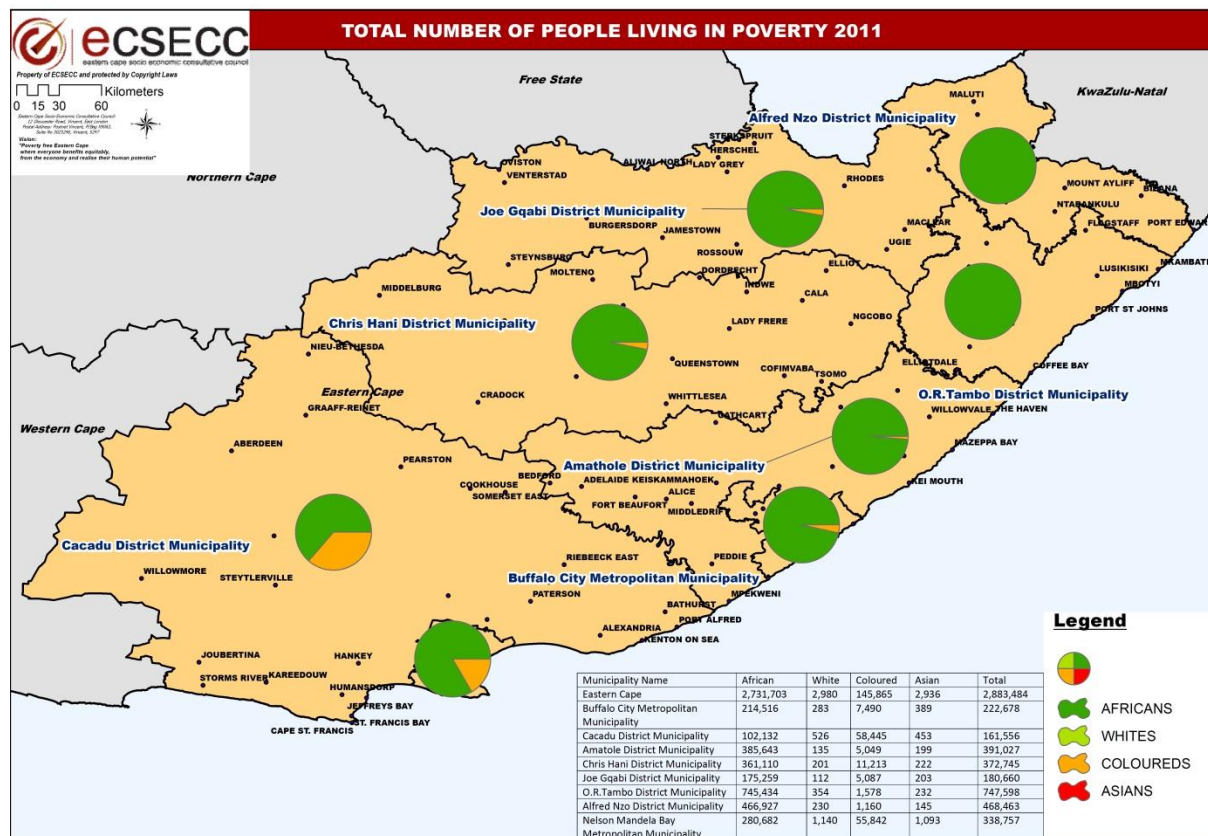 ecsecc
eastern cape socio economic consultative council
TOTAL NUMBER OF PEOPLE LIVING IN POVERTY 2011
Property of ECSECC and protected by Copyright Laws
Kilometers
0 15 30 60
Eastern Cape Socio Economic Consultative Council
Vision:
"Poverty free Eastern Cape
where everyone benefits equitably,
from the economy and realise their human potential"
Free State
KwaZulu-Natal
Northern Cape
MALUTI
Alfred Nzo District Municipality
STERKSPRUIT
HERSCHEL
OVISTON
ALIWAL NORTH
LADY GREY
VENTERSTAD
RHODES
MOUNT AYLIFF
BIZANA
NTABANKULU
Joe Gqabi District Municipality
BURGERSDORP
JAMESTOWN
MACLEAR
FLAGSTAFF
PORT EDWAR
UGIE
ROSSOUW
STEYNSBURG
MOLTENO
DORDRECHT
ELLIOT
LUSIKISIKI
MKAMBATI
MIDDELBURG
INDWE
CALA
MBOTYI
PORT ST JOHNS
Chris Hani District Municipality
LADY FRERE
NGCOBO
NIEU-BETHESDA
QUEENSTOWN
ELLIOTDALE
COFFEE BAY
COFIMVABA
TSOMO
Eastern Cape
CRADOCK
O.R.Tambo District Municipality
GRAAFF-REINET
WHITTLESEA
CATHCART
WILLOWVALE
THE HAVEN
Western Cape
ABERDEEN
MAZEPPA BAY
PEARSTON
Amathole District Municipality
BEDFORD
ADELAIDE
KEISKAMMAHOEK
KEI MOUTH
COOKHOUSE
SOMERSET EAST
FORT BEAUFORT
ALICE
MIDDLEDRIF
Cacadu District Municipality
RIEBEECK EAST
PEDDIE
WILLOWMORE
STEYTLERVILLE
Buffalo City Metropolitan Municipality
PATERSON
BATHURST
MPEKWENI
PORT ALFRED
ALEXANDRIA
KENTON ON SEA
JOUBERTINA
HANKEY
STORMS RIVER
KAREEDOUW
HUMANSDORP
JEFFREYS BAY
ST. FRANCIS BAY
CAPE ST. FRANCIS
Legend
AFRICANS
WHITES
COLOUREDS
ASIANS
Municipality Name African White Coloured Asian Total
Eastern Cape 2,731,703 2,980 145,865 2,936 2,883,484
Buffalo City Metropolitan 214,516 283 7,490 389 222,678
Municipality
Cacadu District Municipality 102,132 526 58,445 453 161,556
Amatole District Municipality 385,643 135 5,049 199 391,027
Chris Hani District Municipality 361,110 201 11,213 222 372,745
Joe Gqabi District Municipality 175,259 112 5,087 203 180,660
O.R.Tambo District Municipality 745,434 354 1,578 232 747,598
Alfred Nzo District Municipality 466,927 230 1,160 145 468,463
Nelson Mandela Bay 280,682 1,140 55,842 1,093 338,757
Metropolitan Municipality